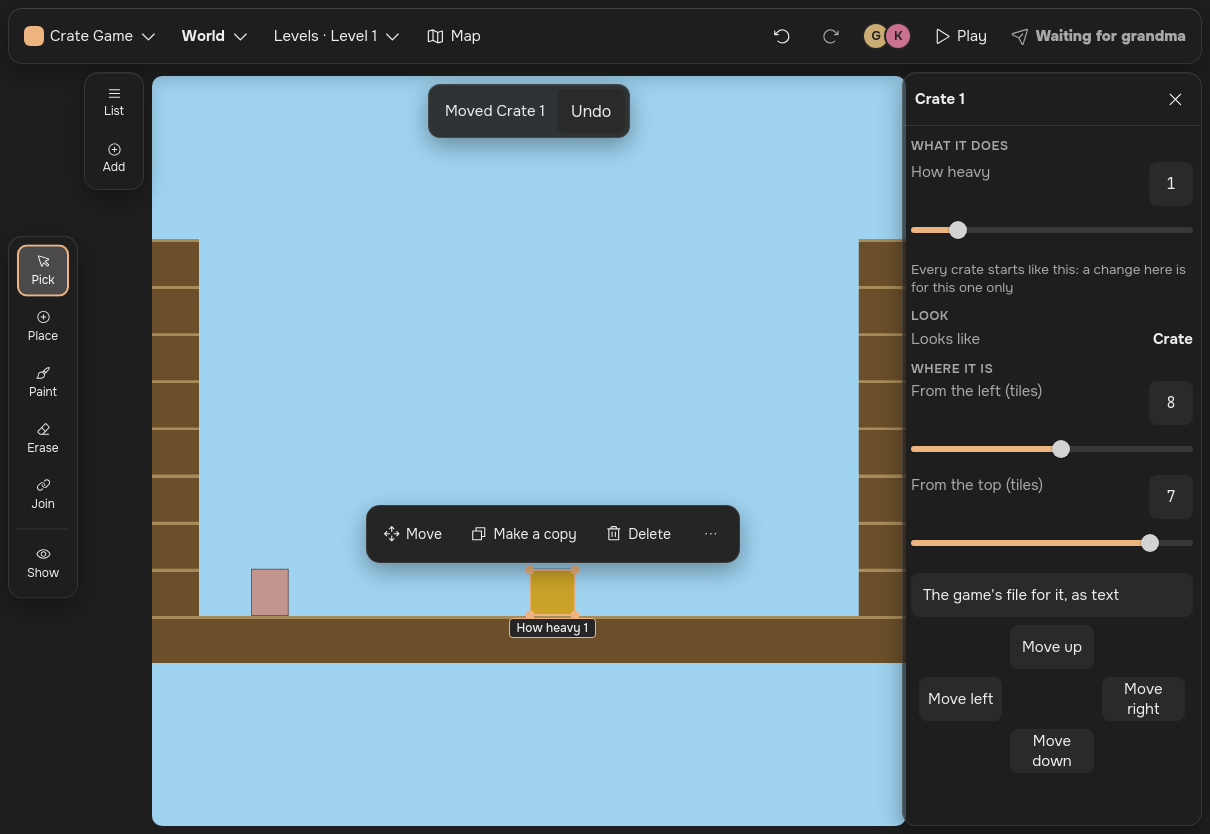 Crate Game
World
Levels · Level 1
Map
G
K
Play
Waiting for grandma
List
Add
Pick
Place
Paint
Erase
Join
Show
Moved Crate 1
Undo
Move
Make a copy
Delete
···
How heavy 1
Crate 1
WHAT IT DOES
How heavy
1
Every crate starts like this: a change here is
for this one only
LOOK
Looks like
Crate
WHERE IT IS
From the left (tiles)
8
From the top (tiles)
7
The game's file for it, as text
Move up
Move left
Move
right
Move
down